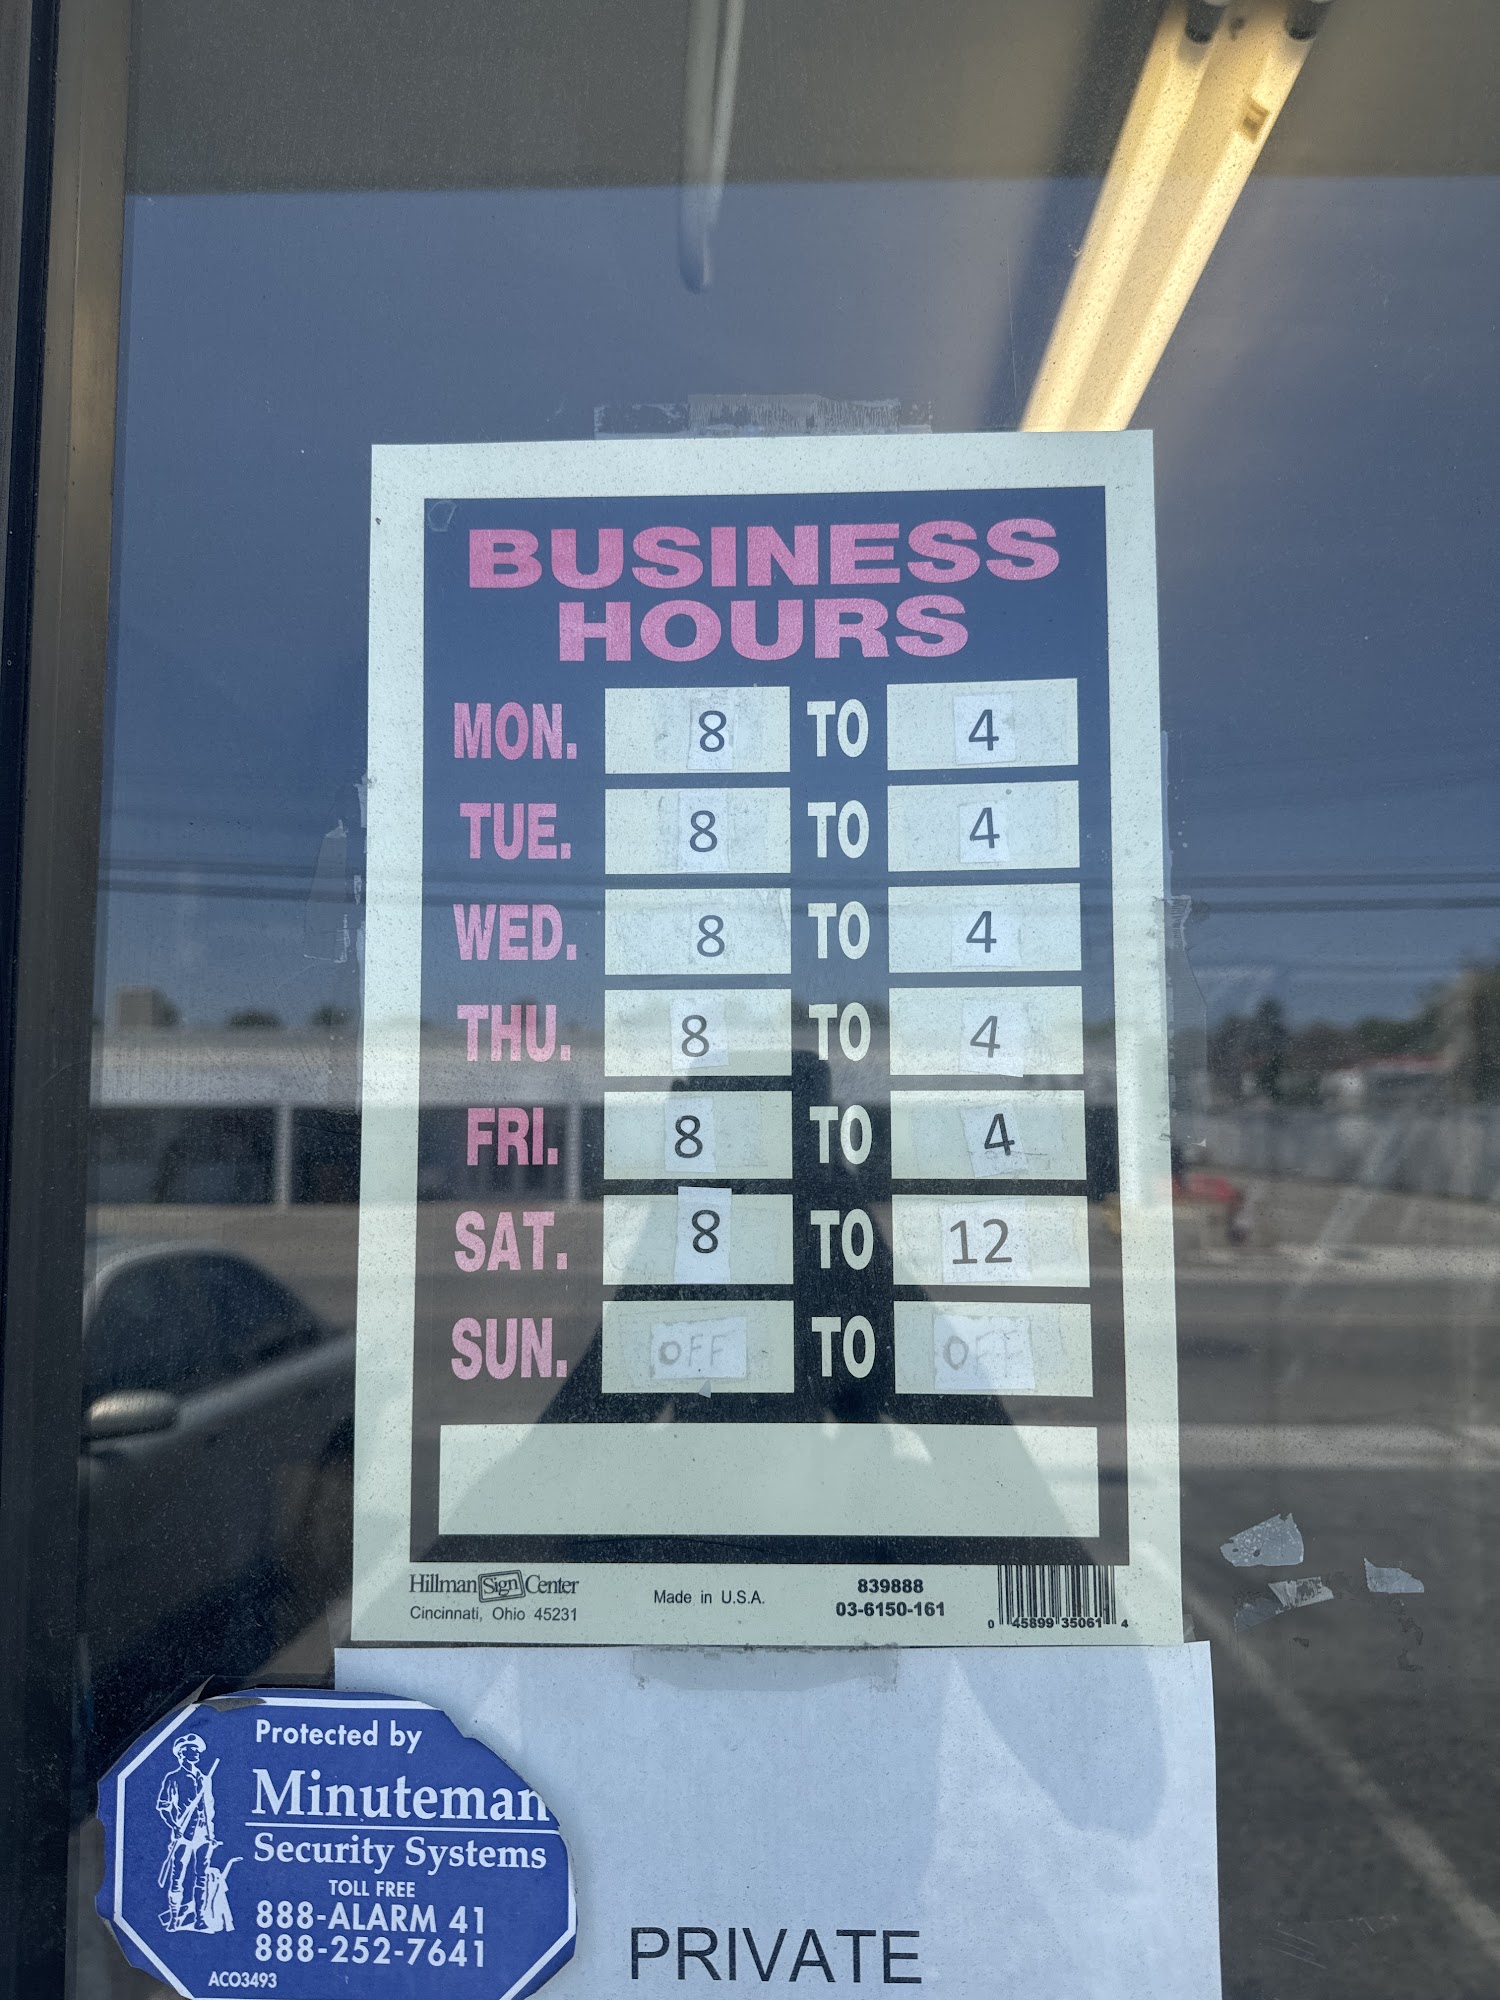 BUSINESS
HOURS
MON. 8 TO 4
TUE. 8 TO 4
WED. 8 TO 4
THU. 8 TO 4
FRI. 8 TO 4
SAT. 8 TO 12
SUN. OFF TO OFF
Hillman Sign Center
Cincinnati, Ohio 45231
Made in U.S.A.
839888
03-6150-161
0 45899 35061 4
Protected by
Minuteman
Security Systems
TOLL FREE
888-ALARM 41
888-252-7641
ACO3493
PRIVATE